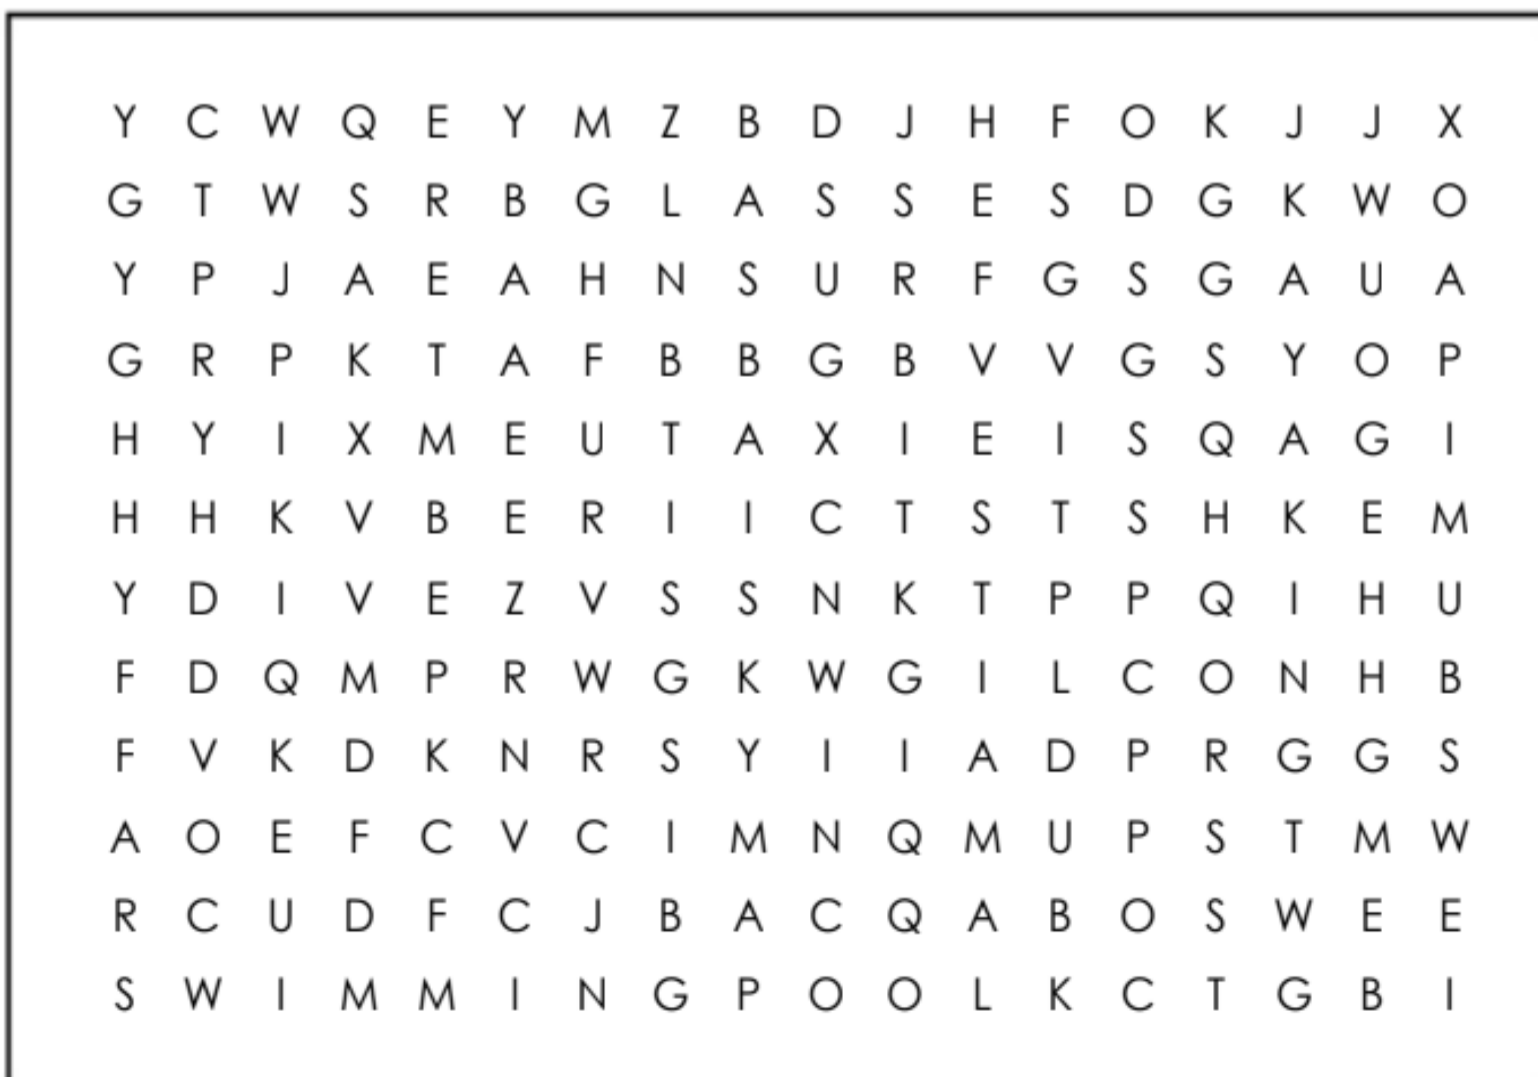 Y C W Q E Y M Z B D J H F O K J J X
G T W S R B G L A S S E S D G K W O
Y P J A E A H N S U R F G S G A U A
G R P K T A F B B G B V V G S Y O P
H Y I X M E U T A X I E I S Q A G I
H H K V B E R I I C T S T S H K E M
Y D I V E Z V S S N K T P P Q I H U
F D Q M P R W G K W G I L C O N H B
F V K D K N R S Y I I A D P R G G S
A O E F C V C I M N Q M U P S T M W
R C U D F C J B A C Q A B O S W E E
S W I M M I N G P O O L K C T G B I